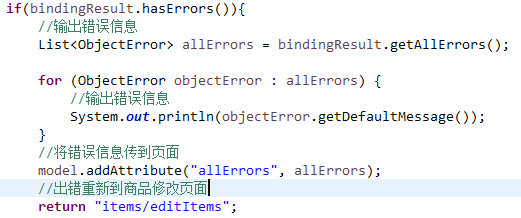 if(bindingResult.hasErrors()){
//输出错误信息
List<ObjectError> allErrors = bindingResult.getAllErrors();
for (ObjectError objectError : allErrors) {
//输出错误信息
System.out.println(objectError.getDefaultMessage());
}
//将错误信息传到页面
model.addAttribute("allErrors", allErrors);
//出错重新到商品修改页面
return "items/editItems";